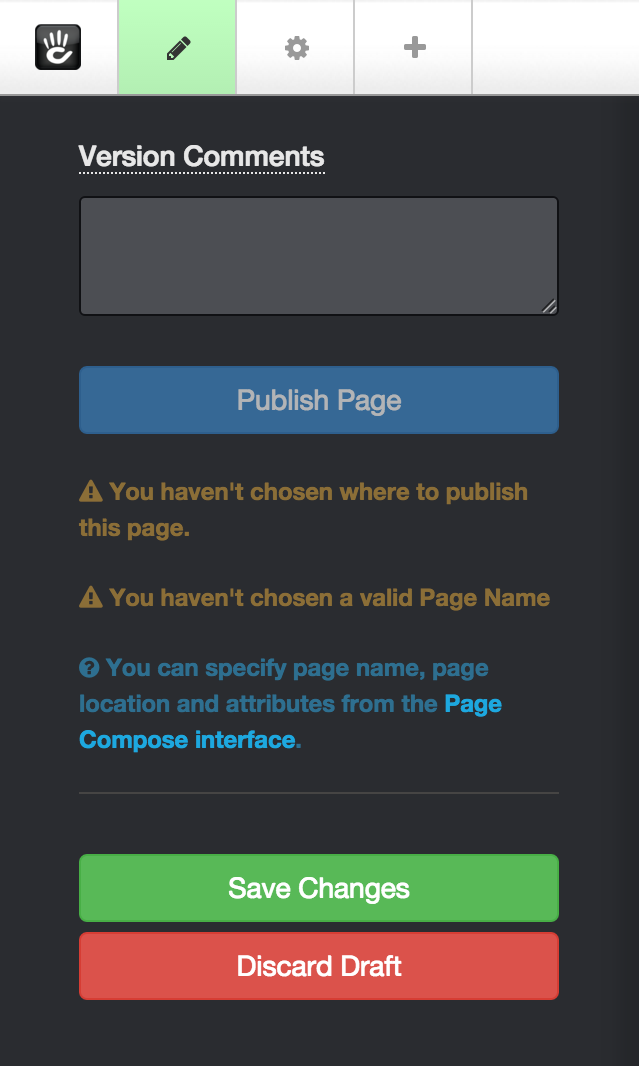 Version Comments
Publish Page
You haven't chosen where to publish
this page.
You haven't chosen a valid Page Name
You can specify page name, page
location and attributes from the Page
Compose interface.
Save Changes
Discard Draft